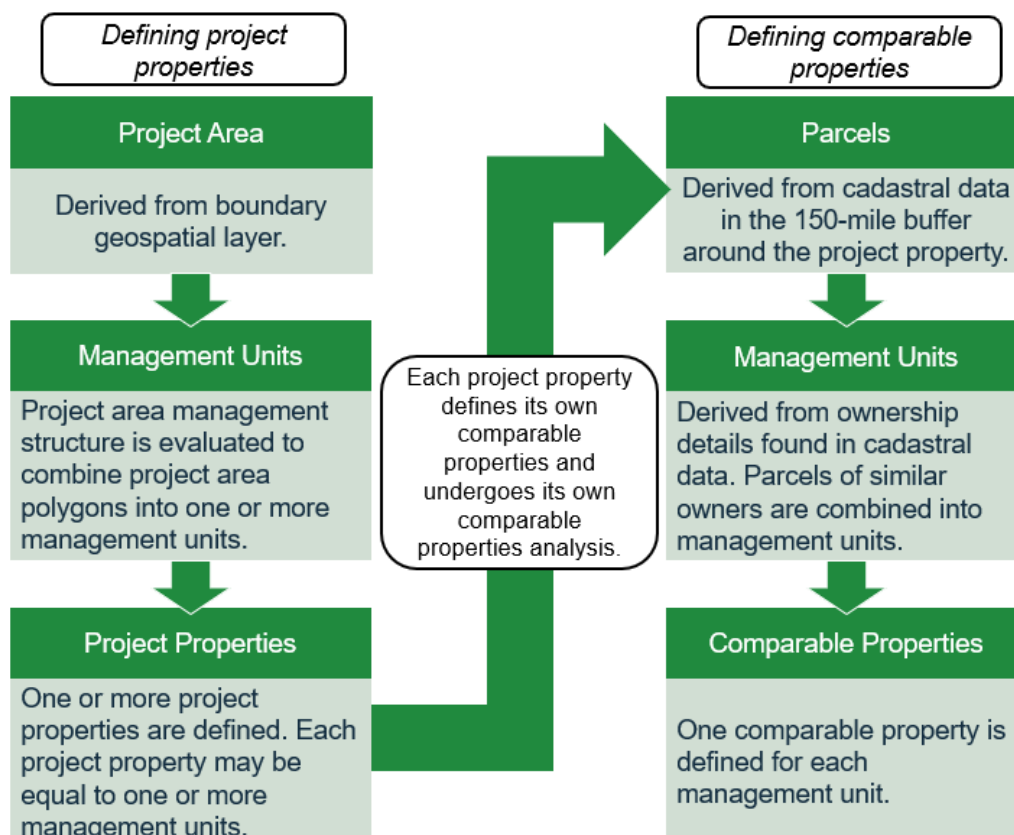 Defining project
properties
Project Area
Derived from boundary
geospatial layer.
Management Units
Project area management
structure is evaluated to
combine project area
polygons into one or more
management units.
Project Properties
One or more project
properties are defined. Each
project property may be
equal to one or more
management units.
Each project property
defines its own
comparable
properties and
undergoes its own
comparable
properties analysis.
Defining comparable
properties
Parcels
Derived from cadastral data
in the 150-mile buffer
around the project property.
Management Units
Derived from ownership
details found in cadastral
data. Parcels of similar
owners are combined into
management units.
Comparable Properties
One comparable property is
defined for each
management unit.